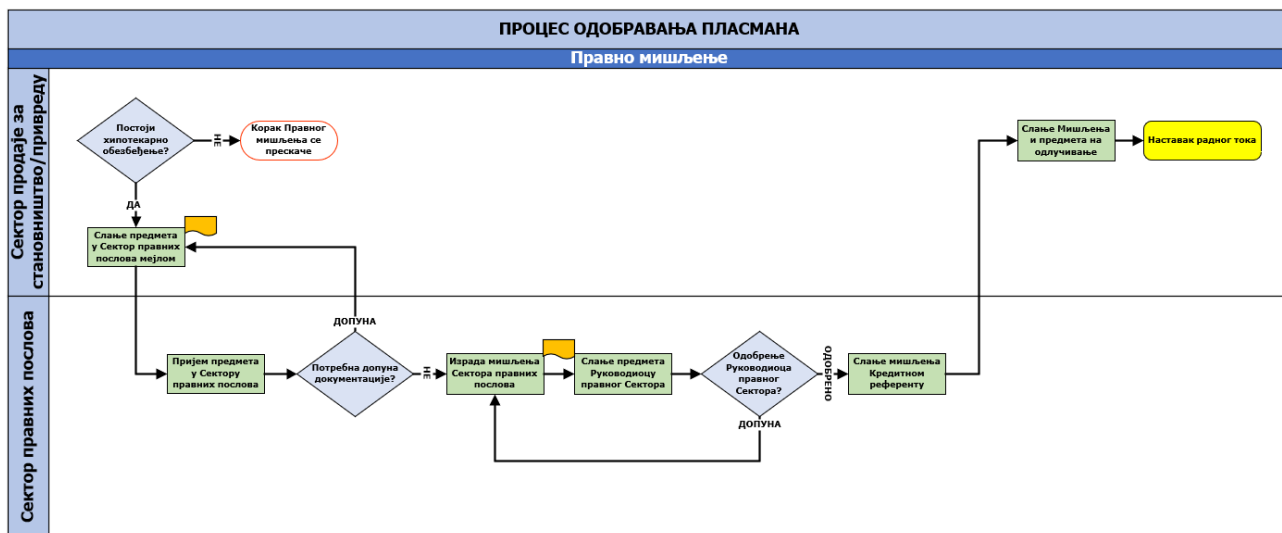 ПРОЦЕС ОДОБРАВАЊА ПЛАСМАНА
Правно мишљење
Сектор продаје за
становништво/привреду
Постоји
хипотекарно
обезбеђење?
НЕ
Корак Правног
мишљења се
прескаче
ДА
Слање предмета
у Сектор правних
послова мејлом
Слање Мишљења
и предмета на
одлучивање
Наставак радног тока
Сектор правних послова
Пријем предмета
у Сектору
правних послова
ДОПУНА
Потребна допуна
документације?
НЕ
Израда мишљења
Сектора правних
послова
Слање предмета
Руководиоцу
правног Сектора
Одобрење
Руководиоца
правног
Сектора?
ОДОБРЕНО
ДОПУНА
Слање мишљења
Кредитном
референту